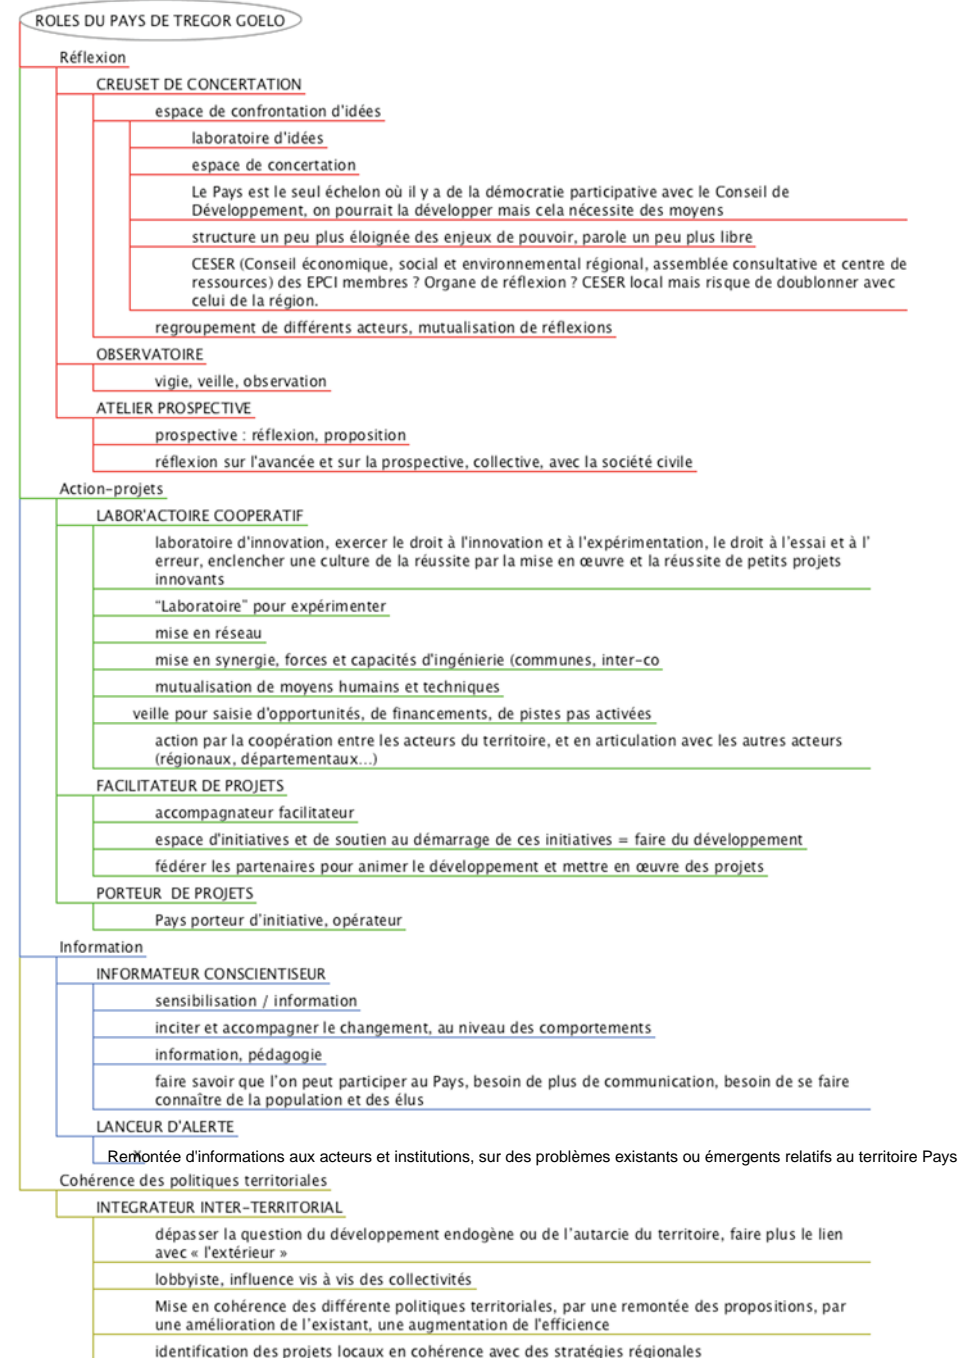 ROLES DU PAYS DE TREGOR GOELO
Réflexion
CREUSET DE CONCERTATION
espace de confrontation d'idées
laboratoire d'idées
espace de concertation
Le Pays est le seul échelon où il y a de la démocratie participative avec le Conseil de
Développement, on pourrait la développer mais cela nécessite des moyens
structure un peu plus éloignée des enjeux de pouvoir, parole un peu plus libre
CESER (Conseil économique, social et environnemental régional, assemblée consultative et centre de
ressources) des EPCI membres ? Organe de réflexion ? CESER local mais risque de doublonner avec
celui de la région.
regroupement de différents acteurs, mutualisation de réflexions
OBSERVATOIRE
vigie, veille, observation
ATELIER PROSPECTIVE
prospective : réflexion, proposition
réflexion sur l'avancée et sur la prospective, collective, avec la société civile
Action-projets
LABOR'ACTOIRE COOPERATIF
laboratoire d'innovation, exercer le droit à l'innovation et à l'expérimentation, le droit à l'essai et à l'
erreur, enclencher une culture de la réussite par la mise en œuvre et la réussite de petits projets
innovants
"Laboratoire" pour expérimenter
mise en réseau
mise en synergie, forces et capacités d'ingénierie (communes, inter-co
mutualisation de moyens humains et techniques
veille pour saisie d'opportunités, de financements, de pistes pas activées
action par la coopération entre les acteurs du territoire, et en articulation avec les autres acteurs
(régionaux, départementaux...)
FACILITATEUR DE PROJETS
accompagnateur facilitateur
espace d'initiatives et de soutien au démarrage de ces initiatives = faire du développement
fédérer les partenaires pour animer le développement et mettre en œuvre des projets
PORTEUR  DE PROJETS
Pays porteur d'initiative, opérateur
Information
INFORMATEUR CONSCIENTISEUR
sensibilisation / information
inciter et accompagner le changement, au niveau des comportements
information, pédagogie
faire savoir que l'on peut participer au Pays, besoin de plus de communication, besoin de se faire
connaître de la population et des élus
LANCEUR D'ALERTE
Remontée d'informations aux acteurs et institutions, sur des problèmes existants ou émergents relatifs au territoire Pays
Cohérence des politiques territoriales
INTEGRATEUR INTER-TERRITORIAL
dépasser la question du développement endogène ou de l'autarcie du territoire, faire plus le lien
avec « l'extérieur »
lobbyiste, influence vis à vis des collectivités
Mise en cohérence des différente politiques territoriales, par une remontée des propositions, par
une amélioration de l'existant, une augmentation de l'efficience
identification des projets locaux en cohérence avec des stratégies régionales